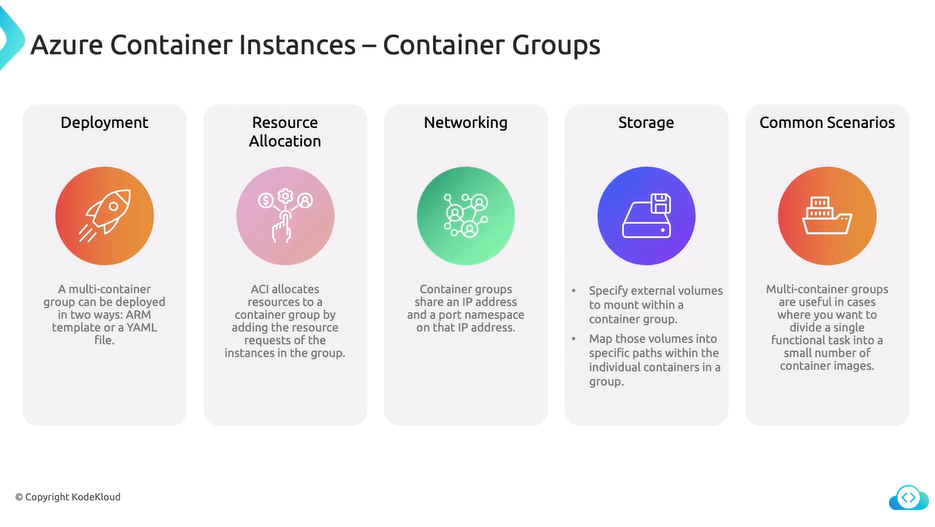 Azure Container Instances – Container Groups
Deployment
A multi-container
group can be deployed
in two ways: ARM
template or a YAML
file.
Resource
Allocation
ACI allocates
resources to a
container group by
adding the resource
requests of the
instances in the group.
Networking
Container groups
share an IP address
and a port namespace
on that IP address.
Storage
• Specify external volumes
to mount within a
container group.
• Map those volumes into
specific paths within the
individual containers in a
group.
Common Scenarios
Multi-container groups
are useful in cases
where you want to
divide a single
functional task into a
small number of
container images.
© Copyright KodeKloud